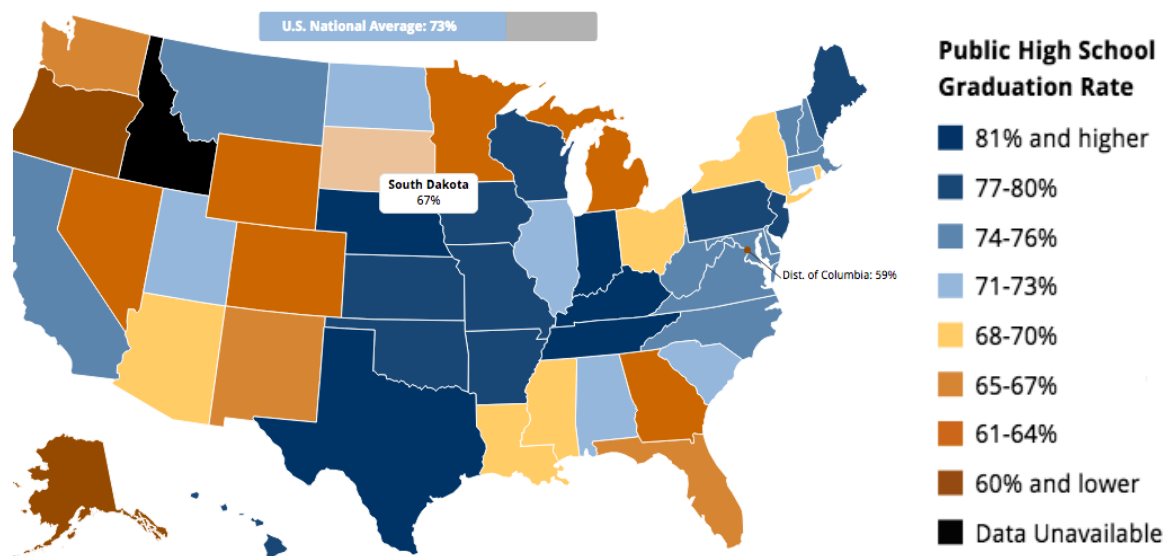 U.S. National Average: 73%
Public High School
Graduation Rate
81% and higher
77-80%
74-76%
71-73%
68-70%
65-67%
61-64%
60% and lower
Data Unavailable
South Dakota
67%
Dist. of Columbia: 59%